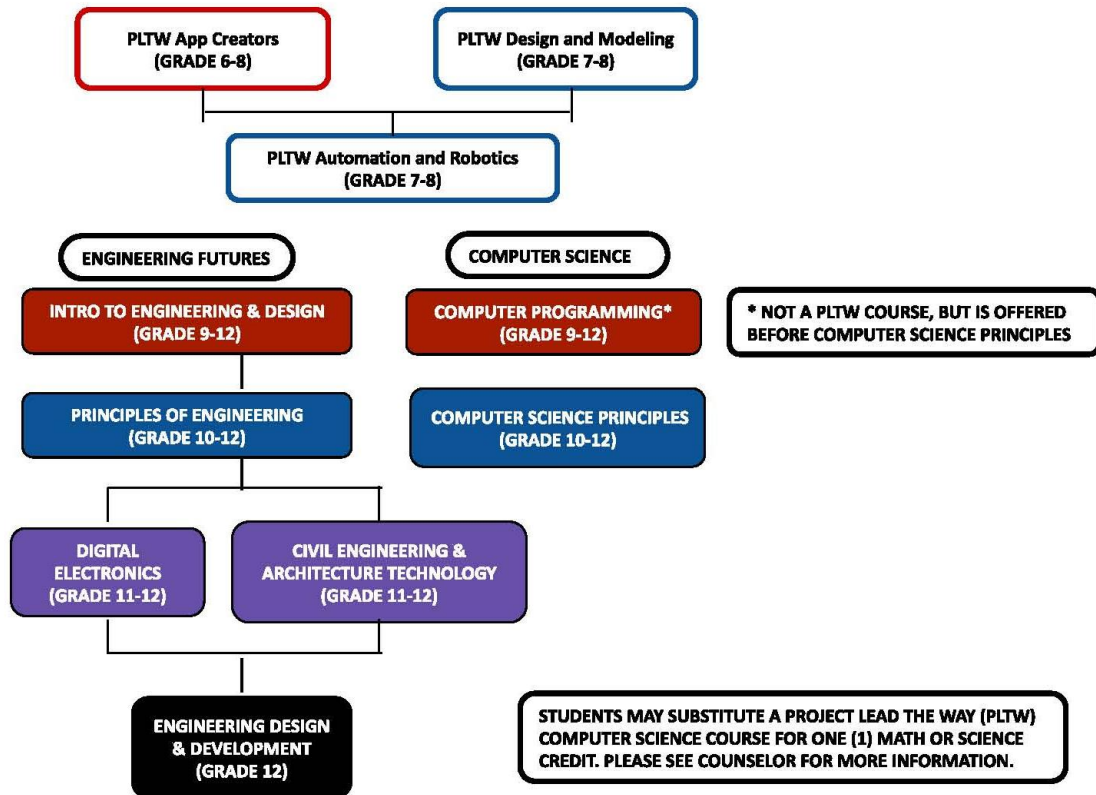 PLTW App Creators
(GRADE 6-8)
PLTW Design and Modeling
(GRADE 7-8)
PLTW Automation and Robotics
(GRADE 7-8)
ENGINEERING FUTURES
COMPUTER SCIENCE
INTRO TO ENGINEERING & DESIGN
(GRADE 9-12)
COMPUTER PROGRAMMING*
(GRADE 9-12)
* NOT A PLTW COURSE, BUT IS OFFERED
BEFORE COMPUTER SCIENCE PRINCIPLES
PRINCIPLES OF ENGINEERING
(GRADE 10-12)
COMPUTER SCIENCE PRINCIPLES
(GRADE 10-12)
DIGITAL
ELECTRONICS
(GRADE 11-12)
CIVIL ENGINEERING &
ARCHITECTURE TECHNOLOGY
(GRADE 11-12)
ENGINEERING DESIGN
& DEVELOPMENT
(GRADE 12)
STUDENTS MAY SUBSTITUTE A PROJECT LEAD THE WAY (PLTW)
COMPUTER SCIENCE COURSE FOR ONE (1) MATH OR SCIENCE
CREDIT. PLEASE SEE COUNSELOR FOR MORE INFORMATION.